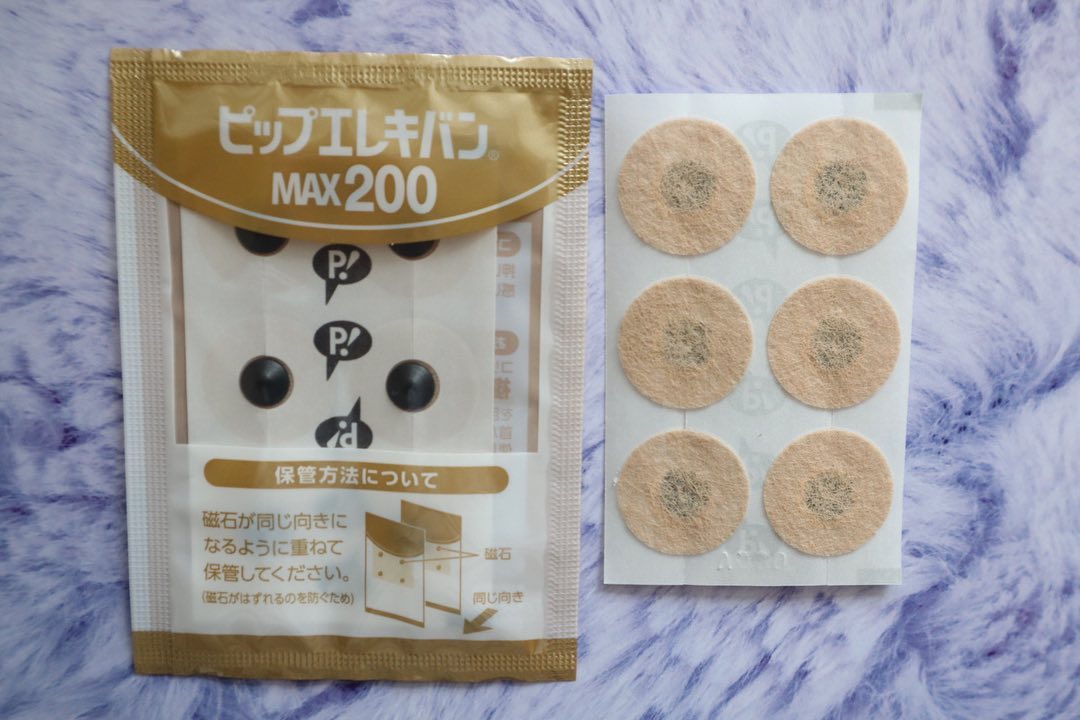 ピップエレキバン®
MAX200
P!
P!
P!
保管方法について
磁石が同じ向きに
なるように重ねて
保管してください。
(磁石がはずれるのを防ぐため)
磁石
同じ向き